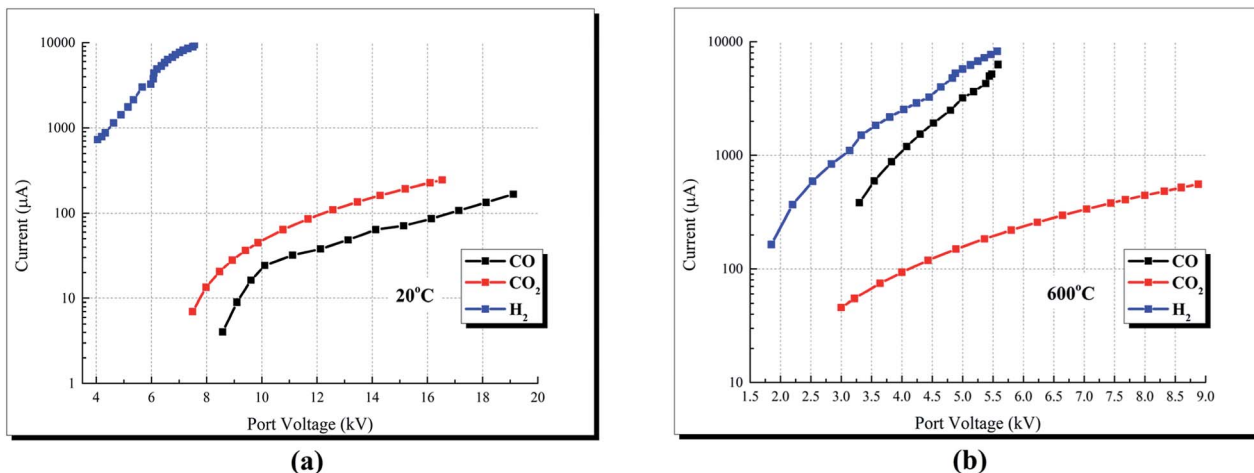 10000
1000
100
10
1
Current (μA)
4 6 8 10 12 14 16 18 20
Port Voltage (kV)
20°C
CO
CO₂
H₂
(a)
10000
1000
100
10
Current (μA)
1.5 2.0 2.5 3.0 3.5 4.0 4.5 5.0 5.5 6.0 6.5 7.0 7.5 8.0 8.5 9.0
Port Voltage (kV)
600°C
CO
CO₂
H₂
(b)